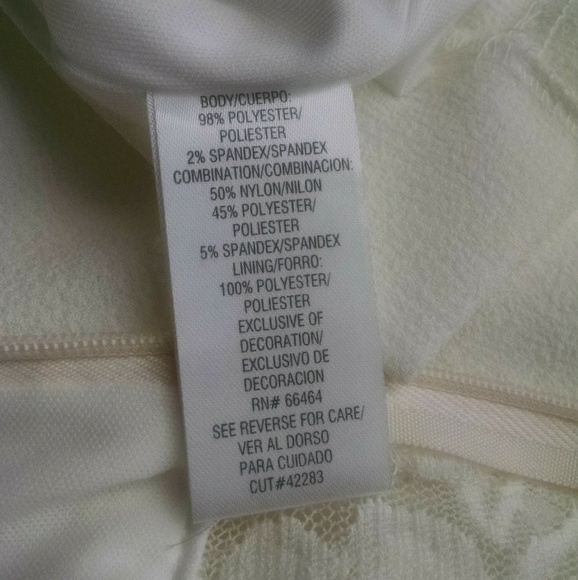 BODY/CUERPO:
98% POLYESTER/
POLIESTER
2% SPANDEX/SPANDEX
COMBINATION/COMBINACION:
50% NYLON/NILON
45% POLYESTER/
POLIESTER
5% SPANDEX/SPANDEX
LINING/FORRO:
100% POLYESTER/
POLIESTER
EXCLUSIVE OF
DECORATION/
EXCLUSIVO DE
DECORACION
RN# 66464
SEE REVERSE FOR CARE/
VER AL DORSO
PARA CUIDADO
CUT#42283